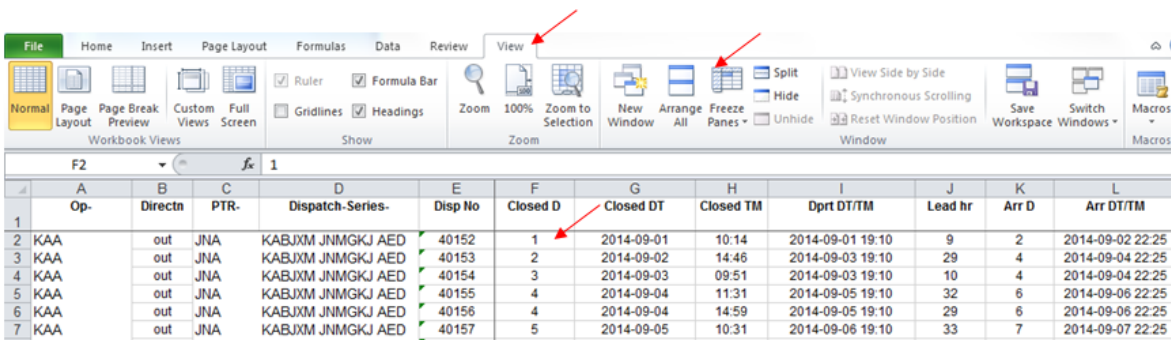 File Home Insert Page Layout Formulas Data Review View
Ruler Formula Bar
Gridlines Headings
Normal Page Layout Page Break Preview Custom Views Full Screen
Zoom 100% Zoom to Selection
New Window Arrange All Freeze Panes Split Hide Unhide
View Side by Side
Synchronous Scrolling
Reset Window Position
Save Workspace Switch Windows Macros
Workbook Views Show Zoom Window Macros
F2 fx 1
A B C D E F G H I J K L
1 Op- Directn PTR- Dispatch-Series- Disp No Closed D Closed DT Closed TM Dprt DT/TM Lead hr Arr D Arr DT/TM
2 KAA out JNA KABJXM JNMGKJ AED 40152 1 2014-09-01 10:14 2014-09-01 19:10 9 2 2014-09-02 22:25
3 KAA out JNA KABJXM JNMGKJ AED 40153 2 2014-09-02 14:46 2014-09-03 19:10 29 4 2014-09-04 22:25
4 KAA out JNA KABJXM JNMGKJ AED 40154 3 2014-09-03 09:51 2014-09-03 19:10 10 4 2014-09-04 22:25
5 KAA out JNA KABJXM JNMGKJ AED 40155 4 2014-09-04 11:31 2014-09-05 19:10 32 6 2014-09-06 22:25
6 KAA out JNA KABJXM JNMGKJ AED 40156 4 2014-09-04 14:59 2014-09-05 19:10 29 6 2014-09-06 22:25
7 KAA out JNA KABJXM JNMGKJ AED 40157 5 2014-09-05 10:31 2014-09-06 19:10 33 7 2014-09-07 22:25